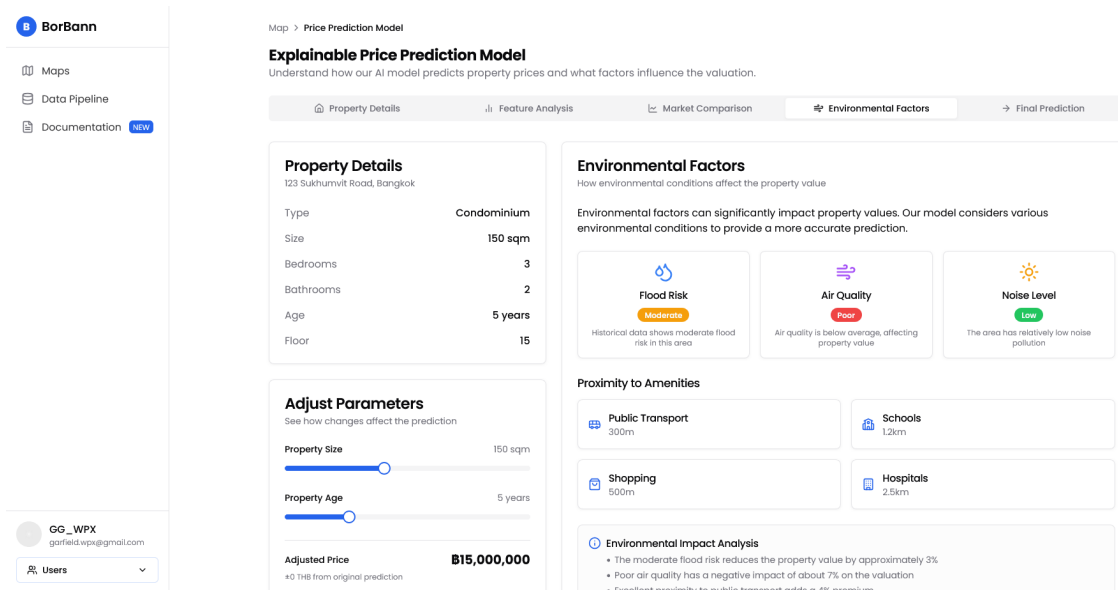 B BorBann
Maps
Data Pipeline
Documentation NEW
GG_WPX
garfield.wpx@gmail.com
Users
Map > Price Prediction Model
Explainable Price Prediction Model
Understand how our AI model predicts property prices and what factors influence the valuation.
Property Details
Feature Analysis
Market Comparison
Environmental Factors
Final Prediction
Property Details
123 Sukhumvit Road, Bangkok
Type Condominium
Size 150 sqm
Bedrooms 3
Bathrooms 2
Age 5 years
Floor 15
Adjust Parameters
See how changes affect the prediction
Property Size 150 sqm
Property Age 5 years
Adjusted Price ฿15,000,000
±0 THB from original prediction
Environmental Factors
How environmental conditions affect the property value
Environmental factors can significantly impact property values. Our model considers various
environmental conditions to provide a more accurate prediction.
Flood Risk
Moderate
Historical data shows moderate flood
risk in this area
Air Quality
Poor
Air quality is below average, affecting
property value
Noise Level
Low
The area has relatively low noise
pollution
Proximity to Amenities
Public Transport
300m
Schools
1.2km
Shopping
500m
Hospitals
2.5km
Environmental Impact Analysis
• The moderate flood risk reduces the property value by approximately 3%
• Poor air quality has a negative impact of about 7% on the valuation
• Excellent proximity to public transport adds a 4% premium